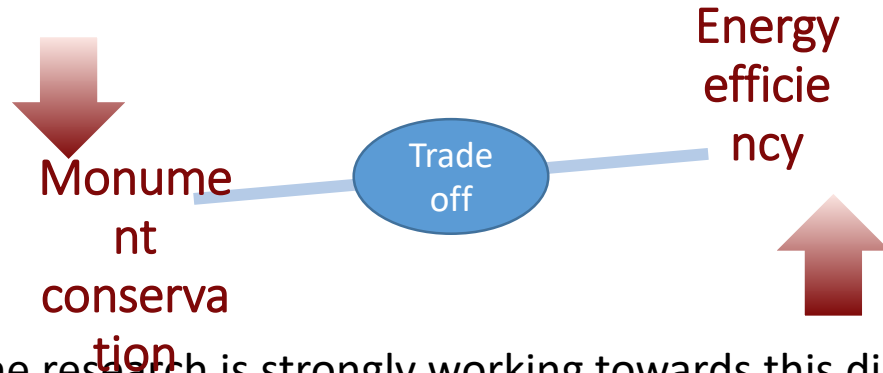 Energy
efficie
ncy
Trade
off
Monume
nt
conserva
tion
research is strongly working towards this